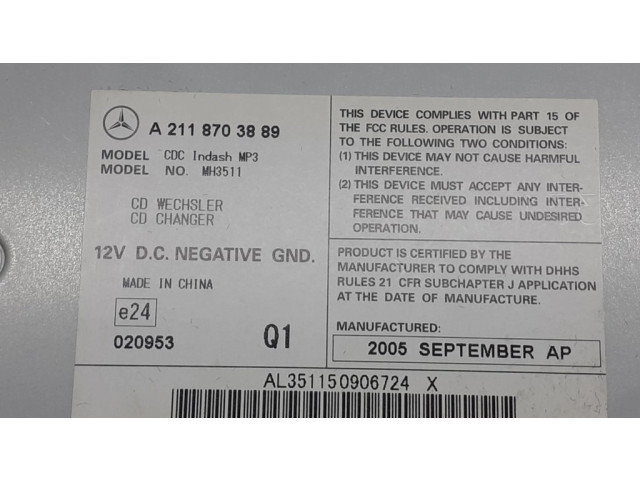 A 211 870 38 89
MODEL CDC Indash MP3
MODEL NO. MH3511
CD WECHSLER
CD CHANGER
12V D.C. NEGATIVE GND.
MADE IN CHINA
e24
020953 Q1
THIS DEVICE COMPLIES WITH PART 15 OF
THE FCC RULES. OPERATION IS SUBJECT
TO THE FOLLOWING TWO CONDITIONS:
(1) THIS DEVICE MAY NOT CAUSE HARMFUL
INTERFERENCE.
(2) THIS DEVICE MUST ACCEPT ANY INTER-
FERENCE RECEIVED INCLUDING INTER-
FERENCE THAT MAY CAUSE UNDESIRED
OPERATION.
PRODUCT IS CERTIFIED BY THE
MANUFACTURER TO COMPLY WITH DHHS
RULES 21 CFR SUBCHAPTER J APPLICATION
AT THE DATE OF MANUFACTURE.
MANUFACTURED:
2005 SEPTEMBER AP
AL351150906724 X